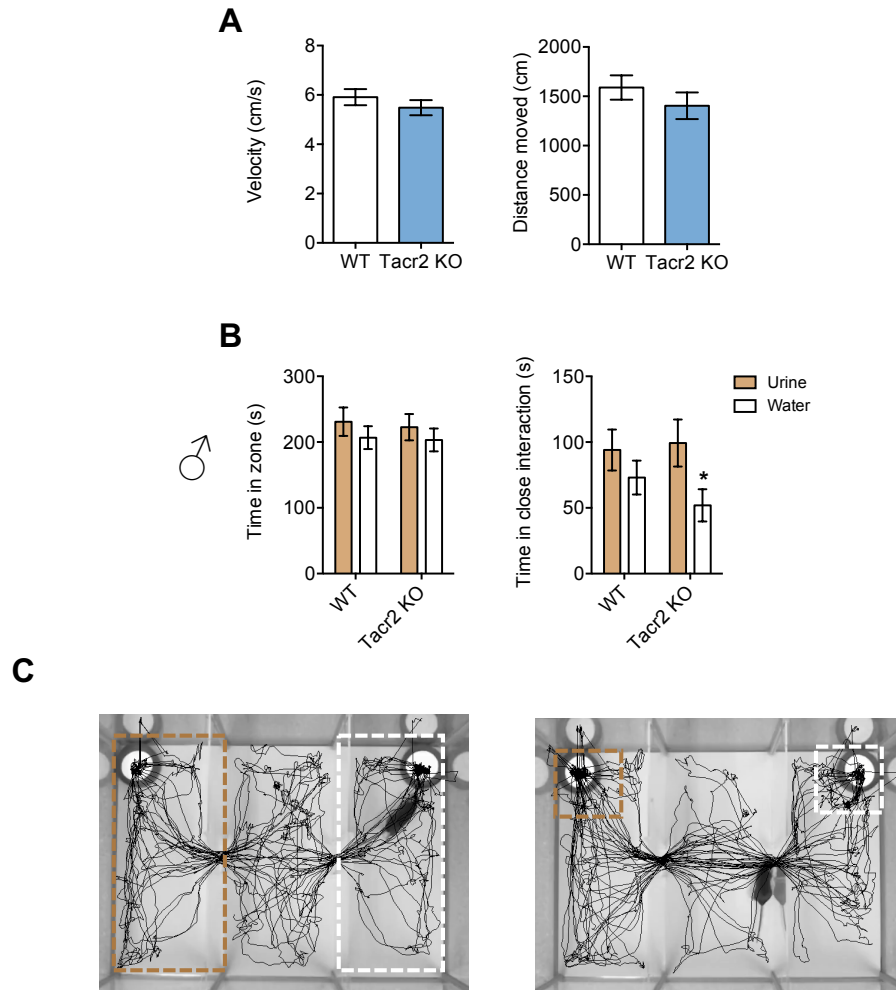 A
Velocity (cm/s)
8
6
4
2
0
WT
Tacr2 KO
Distance moved (cm)
2000
1500
1000
500
0
WT
Tacr2 KO
B
Time in zone (s)
300
200
100
0
WT
Tacr2 KO
Time in close interaction (s)
150
100
50
0
*
WT
Tacr2 KO
Urine
Water
C